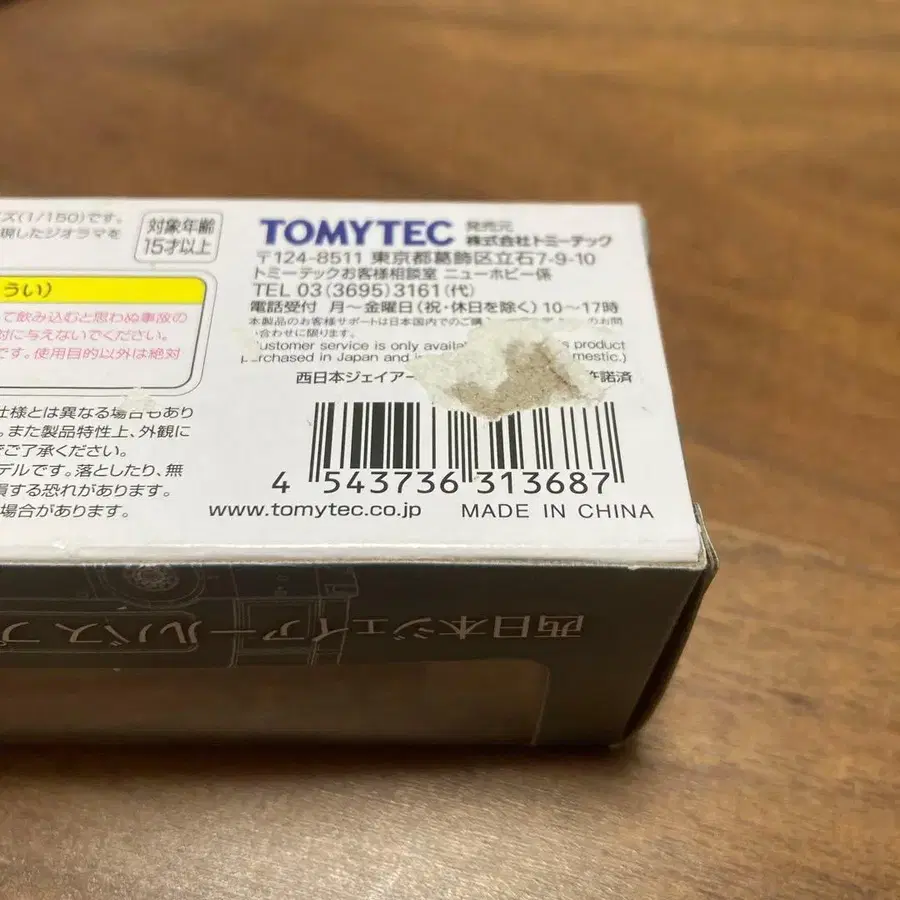 ズ(1/150)です。
現したジオラマを
対象年齢
15才以上
うい)
て飲み込むと思わぬ事故の
対に与えないでください。
です。使用目的以外は絶対
仕様とは異なる場合もあり
。また製品特性上、外観に
ご了承ください。
デルです。落としたり、無
損する恐れがあります。
場合があります。
TOMYTEC 発売元
株式会社トミーテック
〒124-8511 東京都葛飾区立石7-9-10
トミーテックお客様相談室 ニューホビー係
TEL 03(3695)3161(代)
電話受付 月〜金曜日(祝・休日を除く)10〜17時
本製品のお客様サポートは日本国内でのご購入 のお問
い合わせに限ります。
ustomer service is only availa s product
purchased in Japan and i mestic.)
西日本ジェイアー 許諾済
4 543736 313687
www.tomytec.co.jp MADE IN CHINA
西日本ジェイアールバス